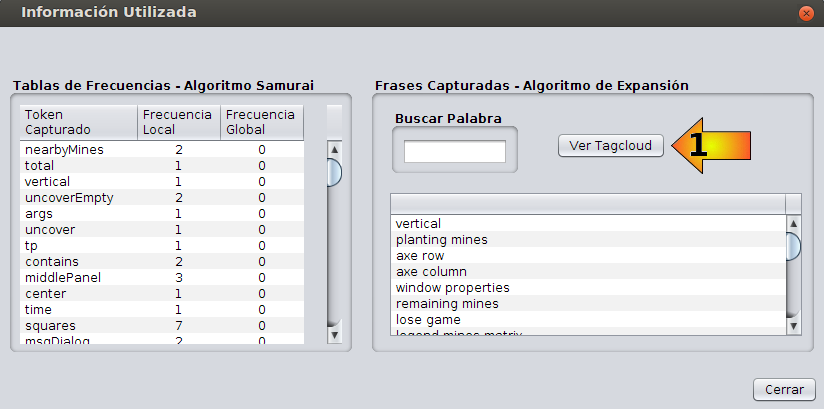 Información Utilizada
Tablas de Frecuencias - Algoritmo Samurai
Token Capturado Frecuencia Local Frecuencia Global
nearbyMines 2 0
total 1 0
vertical 1 0
uncoverEmpty 2 0
args 1 0
uncover 1 0
tp 1 0
contains 2 0
middlePanel 3 0
center 1 0
time 1 0
squares 7 0
msgDialog 2 0
Frases Capturadas - Algoritmo de Expansión
Buscar Palabra
Ver Tagcloud
1
vertical
planting mines
axe row
axe column
window properties
remaining mines
lose game
legend mines matrix
Cerrar